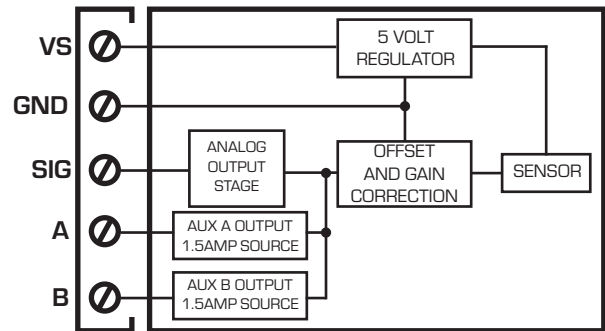 VS
5 VOLT
REGULATOR
GND
SIG
ANALOG
OUTPUT
STAGE
OFFSET
AND GAIN
CORRECTION
SENSOR
A
AUX A OUTPUT
1.5AMP SOURCE
B
AUX B OUTPUT
1.5AMP SOURCE